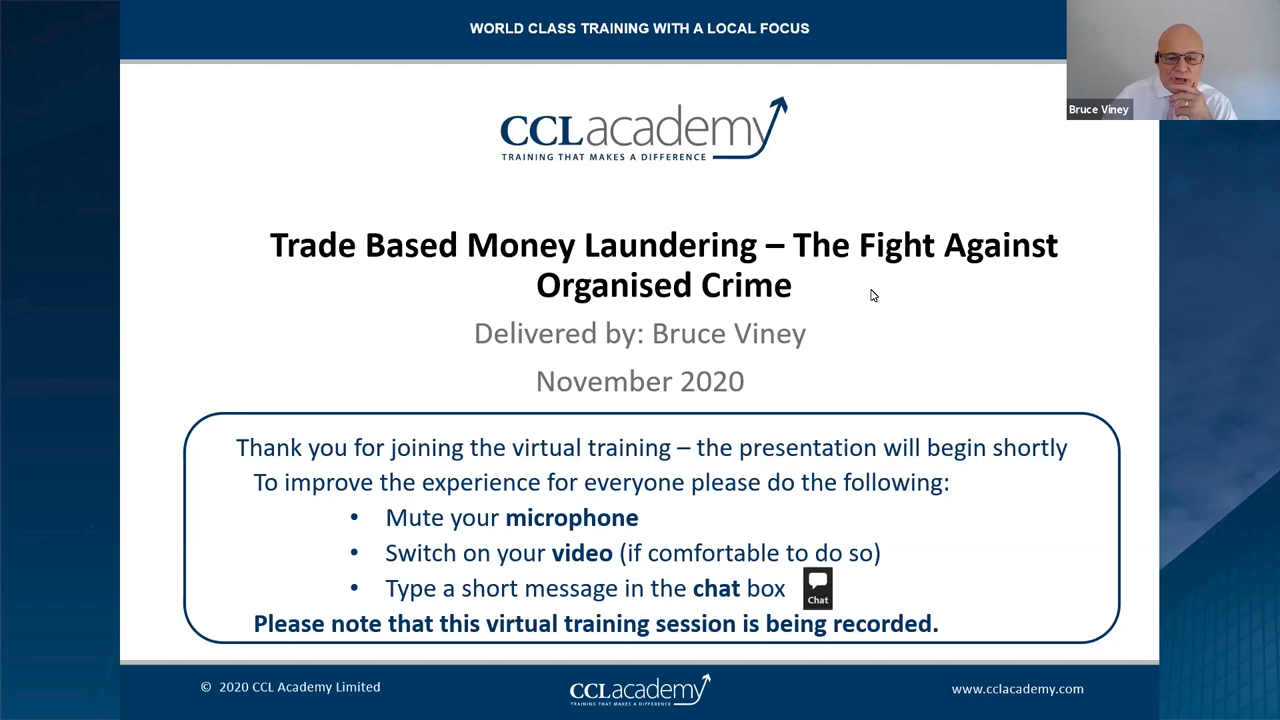 WORLD CLASS TRAINING WITH A LOCAL FOCUS
Bruce Viney
CCLacademy
TRAINING THAT MAKES A DIFFERENCE
Trade Based Money Laundering – The Fight Against
Organised Crime
Delivered by: Bruce Viney
November 2020
Thank you for joining the virtual training – the presentation will begin shortly
To improve the experience for everyone please do the following:
• Mute your microphone
• Switch on your video (if comfortable to do so)
• Type a short message in the chat box
Chat
Please note that this virtual training session is being recorded.
© 2020 CCL Academy Limited
CCLacademy
TRAINING THAT MAKES A DIFFERENCE
www.cclacademy.com